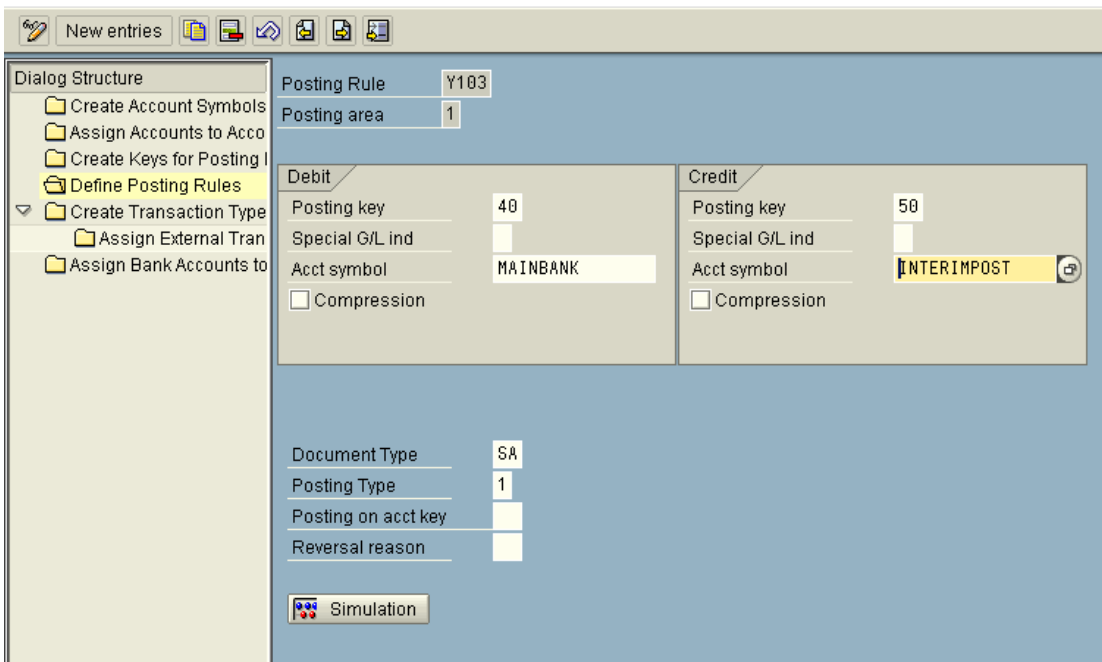 New entries
Dialog Structure
Create Account Symbols
Assign Accounts to Acco
Create Keys for Posting
Define Posting Rules
Create Transaction Type
Assign External Tran
Assign Bank Accounts to
Posting Rule Y103
Posting area 1
Debit
Posting key 40
Special G/L ind
Acct symbol MAINBANK
Compression
Credit
Posting key 50
Special G/L ind
Acct symbol INTERIMPOST
Compression
Document Type SA
Posting Type 1
Posting on acct key
Reversal reason
Simulation